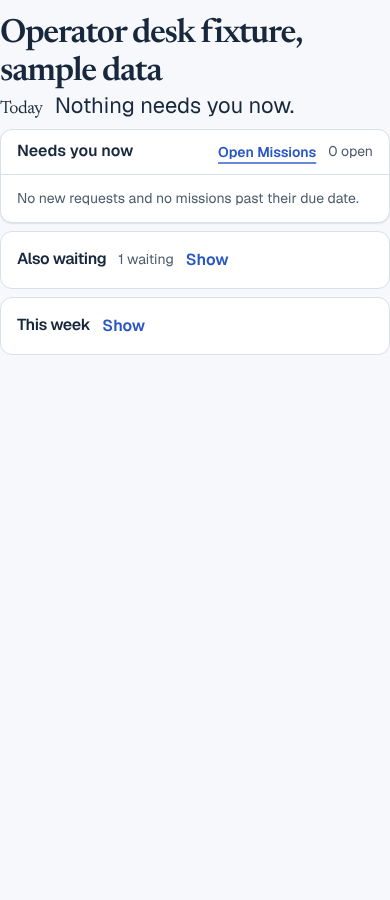 Operator desk fixture,
sample data
Today Nothing needs you now.
Needs you now Open Missions 0 open
No new requests and no missions past their due date.
Also waiting 1 waiting Show
This week Show